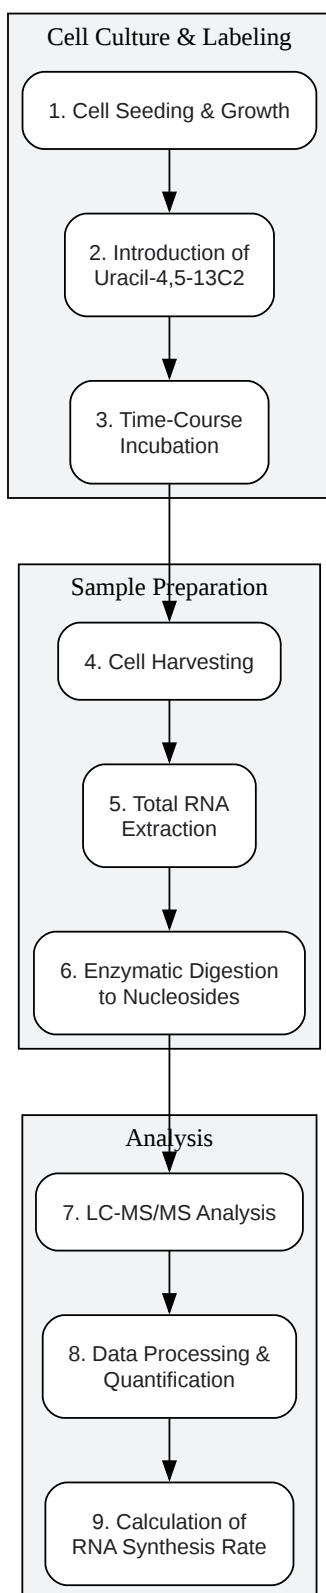 Cell Culture & Labeling
1. Cell Seeding & Growth
2. Introduction of
Uracil-4,5-13C2
3. Time-Course
Incubation
Sample Preparation
4. Cell Harvesting
5. Total RNA
Extraction
6. Enzymatic Digestion
to Nucleosides
Analysis
7. LC-MS/MS Analysis
8. Data Processing &
Quantification
9. Calculation of
RNA Synthesis Rate